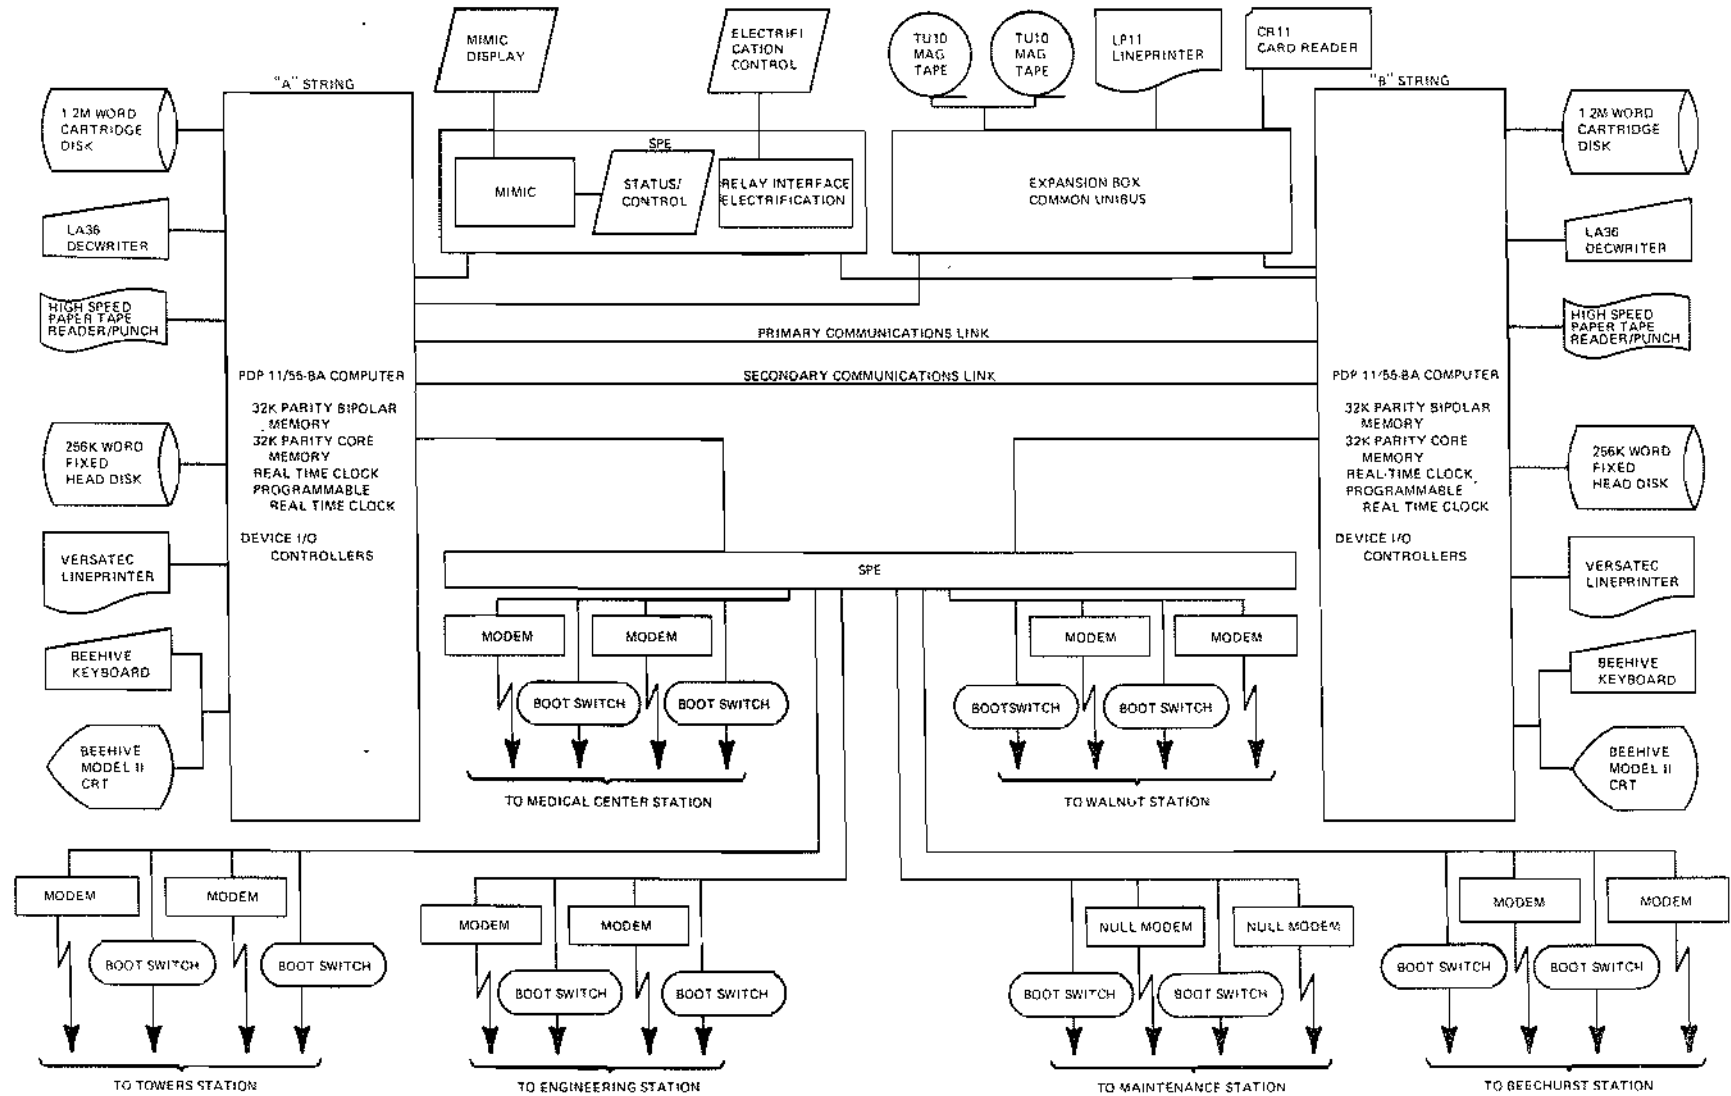 MIMIC
DISPLAY
ELECTRIFI
CATION
CONTROL
TU10
MAG
TAPE
TU10
MAG
TAPE
LP11
LINEPRINTER
CR11
CARD READER
"A" STRING
"B" STRING
1.2M WORD
CARTRIDGE
DISK
LA36
DECWRITER
HIGH SPEED
PAPER TAPE
READER/PUNCH
256K WORD
FIXED
HEAD DISK
VERSATEC
LINEPRINTER
BEEHIVE
KEYBOARD
BEEHIVE
MODEL II
CRT
PDP 11/55-BA COMPUTER
32K PARITY BIPOLAR
MEMORY
32K PARITY CORE
MEMORY
REAL TIME CLOCK
PROGRAMMABLE
REAL TIME CLOCK
DEVICE I/O
CONTROLLERS
SPE
MIMIC
STATUS/
CONTROL
RELAY INTERFACE
ELECTRIFICATION
EXPANSION BOX
COMMON UNIBUS
PRIMARY COMMUNICATIONS LINK
SECONDARY COMMUNICATIONS LINK
PDP 11/55-BA COMPUTER
32K PARITY BIPOLAR
MEMORY
32K PARITY CORE
MEMORY
REAL-TIME CLOCK
PROGRAMMABLE
REAL TIME CLOCK
DEVICE I/O
CONTROLLERS
1.2M WORD
CARTRIDGE
DISK
LA36
DECWRITER
HIGH SPEED
PAPER TAPE
READER/PUNCH
256K WORD
FIXED
HEAD DISK
VERSATEC
LINEPRINTER
BEEHIVE
KEYBOARD
BEEHIVE
MODEL II
CRT
SPE
MODEM
MODEM
BOOT SWITCH
BOOT SWITCH
TO MEDICAL CENTER STATION
MODEM
MODEM
BOOTSWITCH
BOOT SWITCH
TO WALNUT STATION
MODEM
MODEM
BOOT SWITCH
BOOT SWITCH
TO TOWERS STATION
MODEM
MODEM
BOOT SWITCH
BOOT SWITCH
TO ENGINEERING STATION
NULL MODEM
NULL MODEM
BOOT SWITCH
BOOT SWITCH
TO MAINTENANCE STATION
MODEM
MODEM
BOOT SWITCH
BOOT SWITCH
TO BEECHURST STATION